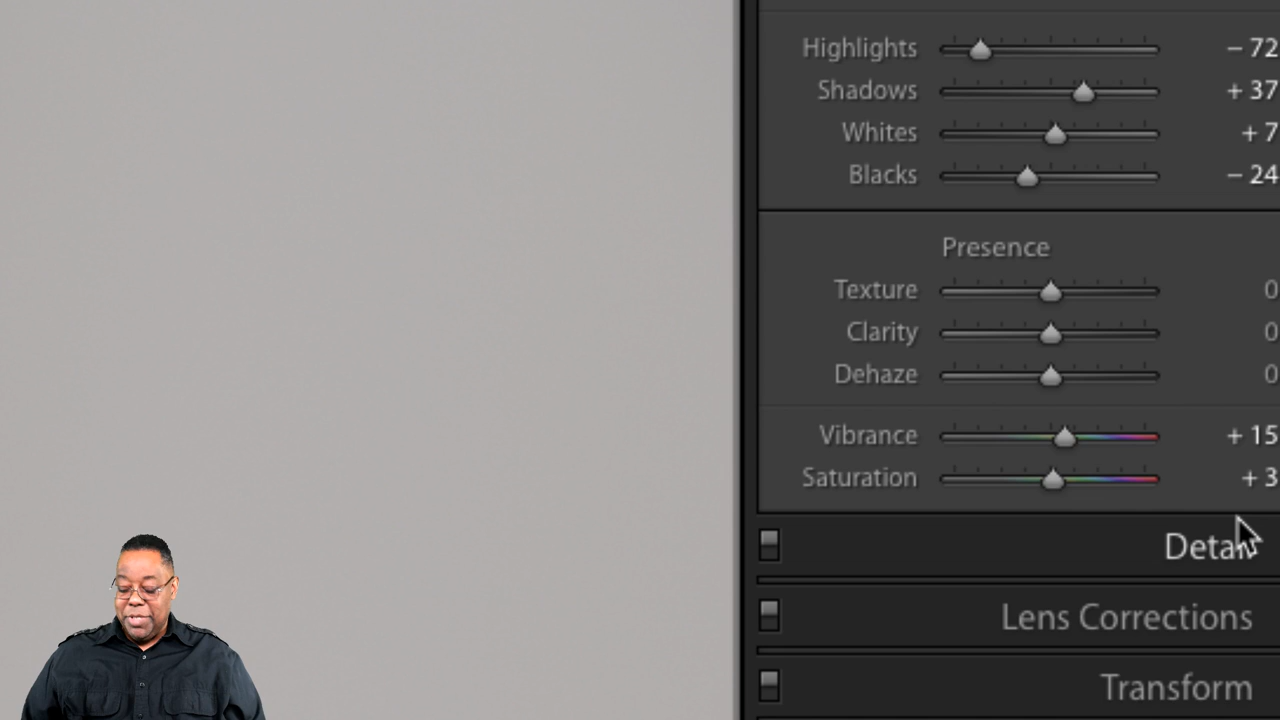 Highlights − 72
Shadows + 37
Whites + 7
Blacks − 24
Presence
Texture 0
Clarity 0
Dehaze 0
Vibrance + 15
Saturation + 3
Detail
Lens Corrections
Transform